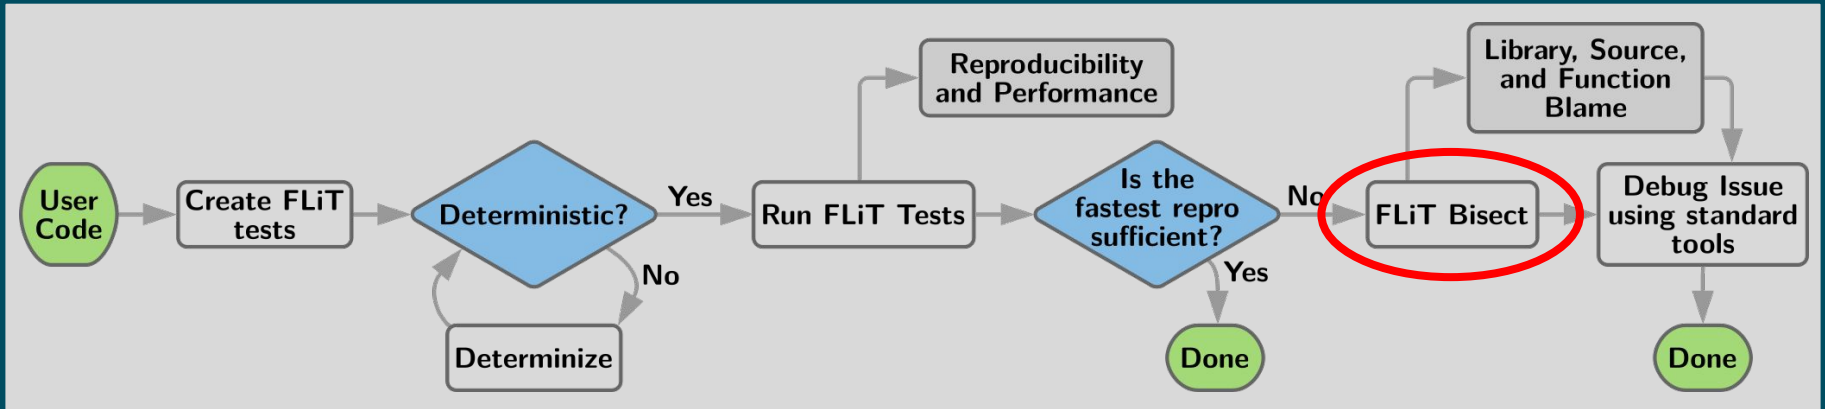 User
Code
Create FLiT
tests
Deterministic?
Yes
No
Determinize
Run FLiT Tests
Reproducibility
and Performance
Is the
fastest repro
sufficient?
Yes
Done
No
FLiT Bisect
Library, Source,
and Function
Blame
Debug Issue
using standard
tools
Done